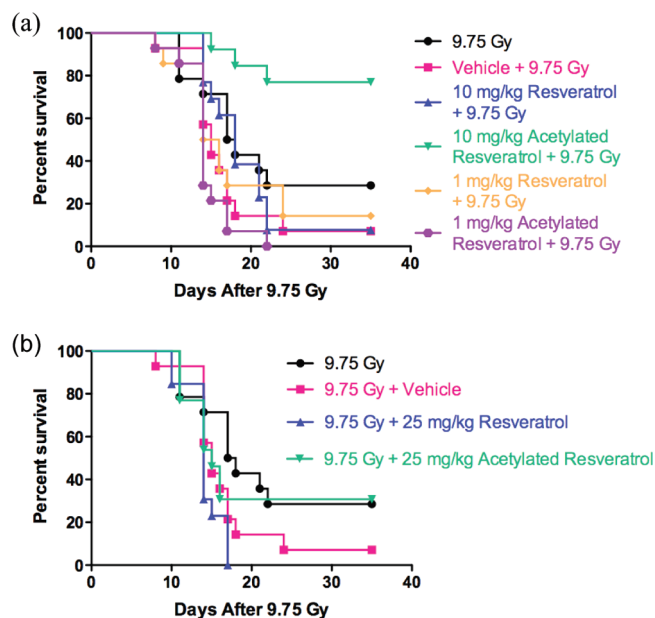 (a)
100
80
60
40
20
0
Percent survival
0 10 20 30 40
Days After 9.75 Gy
9.75 Gy
Vehicle + 9.75 Gy
10 mg/kg Resveratrol
+ 9.75 Gy
10 mg/kg Acetylated
Resveratrol + 9.75 Gy
1 mg/kg Resveratrol
+ 9.75 Gy
1 mg/kg Acetylated
Resveratrol + 9.75 Gy
(b)
100
80
60
40
20
0
Percent survival
0 10 20 30 40
Days After 9.75 Gy
9.75 Gy
9.75 Gy + Vehicle
9.75 Gy + 25 mg/kg Resveratrol
9.75 Gy + 25 mg/kg Acetylated Resveratrol